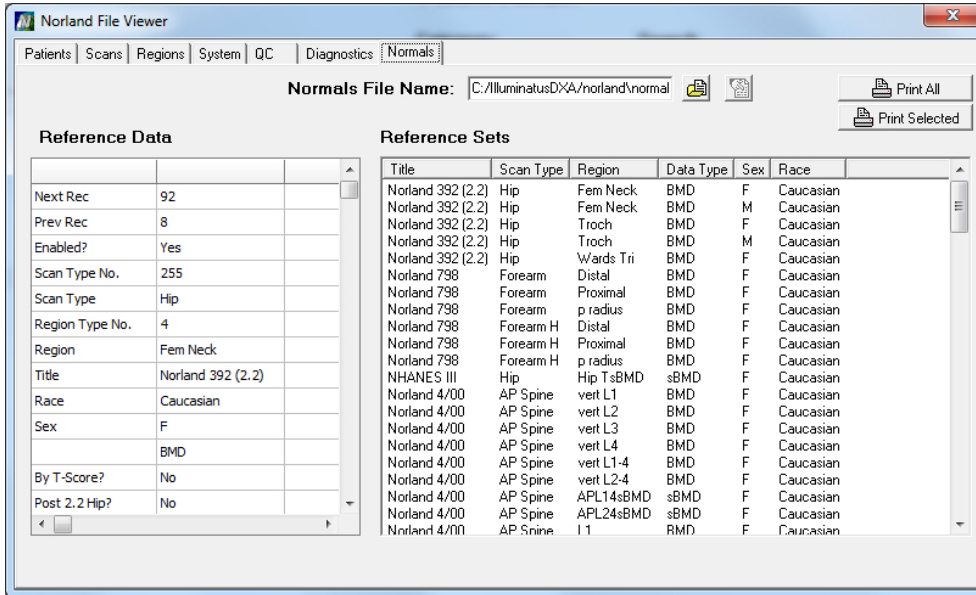 Norland File Viewer
Patients Scans Regions System QC Diagnostics Normals
Normals File Name: C:/IlluminatusDXA/norland\normal
Print All
Print Selected
Reference Data
Next Rec 92
Prev Rec 8
Enabled? Yes
Scan Type No. 255
Scan Type Hip
Region Type No. 4
Region Fem Neck
Title Norland 392 (2.2)
Race Caucasian
Sex F
BMD
By T-Score? No
Post 2.2 Hip? No
Reference Sets
Title Scan Type Region Data Type Sex Race
Norland 392 (2.2) Hip Fem Neck BMD F Caucasian
Norland 392 (2.2) Hip Fem Neck BMD M Caucasian
Norland 392 (2.2) Hip Troch BMD F Caucasian
Norland 392 (2.2) Hip Troch BMD M Caucasian
Norland 392 (2.2) Hip Wards Tri BMD F Caucasian
Norland 798 Forearm Distal BMD F Caucasian
Norland 798 Forearm Proximal BMD F Caucasian
Norland 798 Forearm p radius BMD F Caucasian
Norland 798 Forearm H Distal BMD F Caucasian
Norland 798 Forearm H Proximal BMD F Caucasian
Norland 798 Forearm H p radius BMD F Caucasian
NHANES III Hip Hip TsBMD sBMD F Caucasian
Norland 4/00 AP Spine vert L1 BMD F Caucasian
Norland 4/00 AP Spine vert L2 BMD F Caucasian
Norland 4/00 AP Spine vert L3 BMD F Caucasian
Norland 4/00 AP Spine vert L4 BMD F Caucasian
Norland 4/00 AP Spine vert L1-4 BMD F Caucasian
Norland 4/00 AP Spine vert L2-4 BMD F Caucasian
Norland 4/00 AP Spine APL14sBMD sBMD F Caucasian
Norland 4/00 AP Spine APL24sBMD sBMD F Caucasian
Norland 4/00 AP Spine L1 BMD F Caucasian